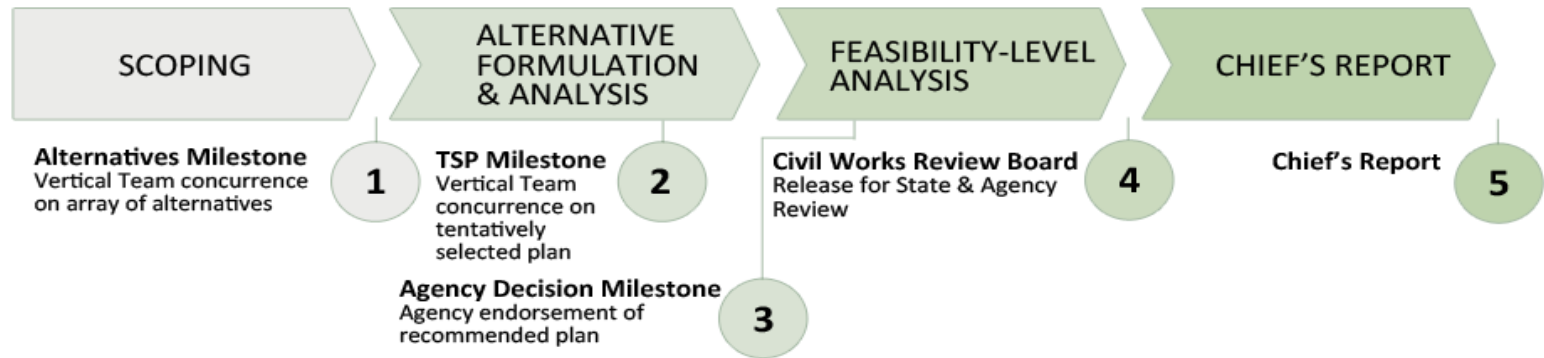 SCOPING
ALTERNATIVE
FORMULATION
& ANALYSIS
FEASIBILITY-LEVEL
ANALYSIS
CHIEF'S REPORT
Alternatives Milestone
Vertical Team concurrence
on array of alternatives
1
TSP Milestone
Vertical Team
concurrence on
tentatively
selected plan
2
Agency Decision Milestone
Agency endorsement of
recommended plan
3
Civil Works Review Board
Release for State & Agency
Review
4
Chief's Report
5